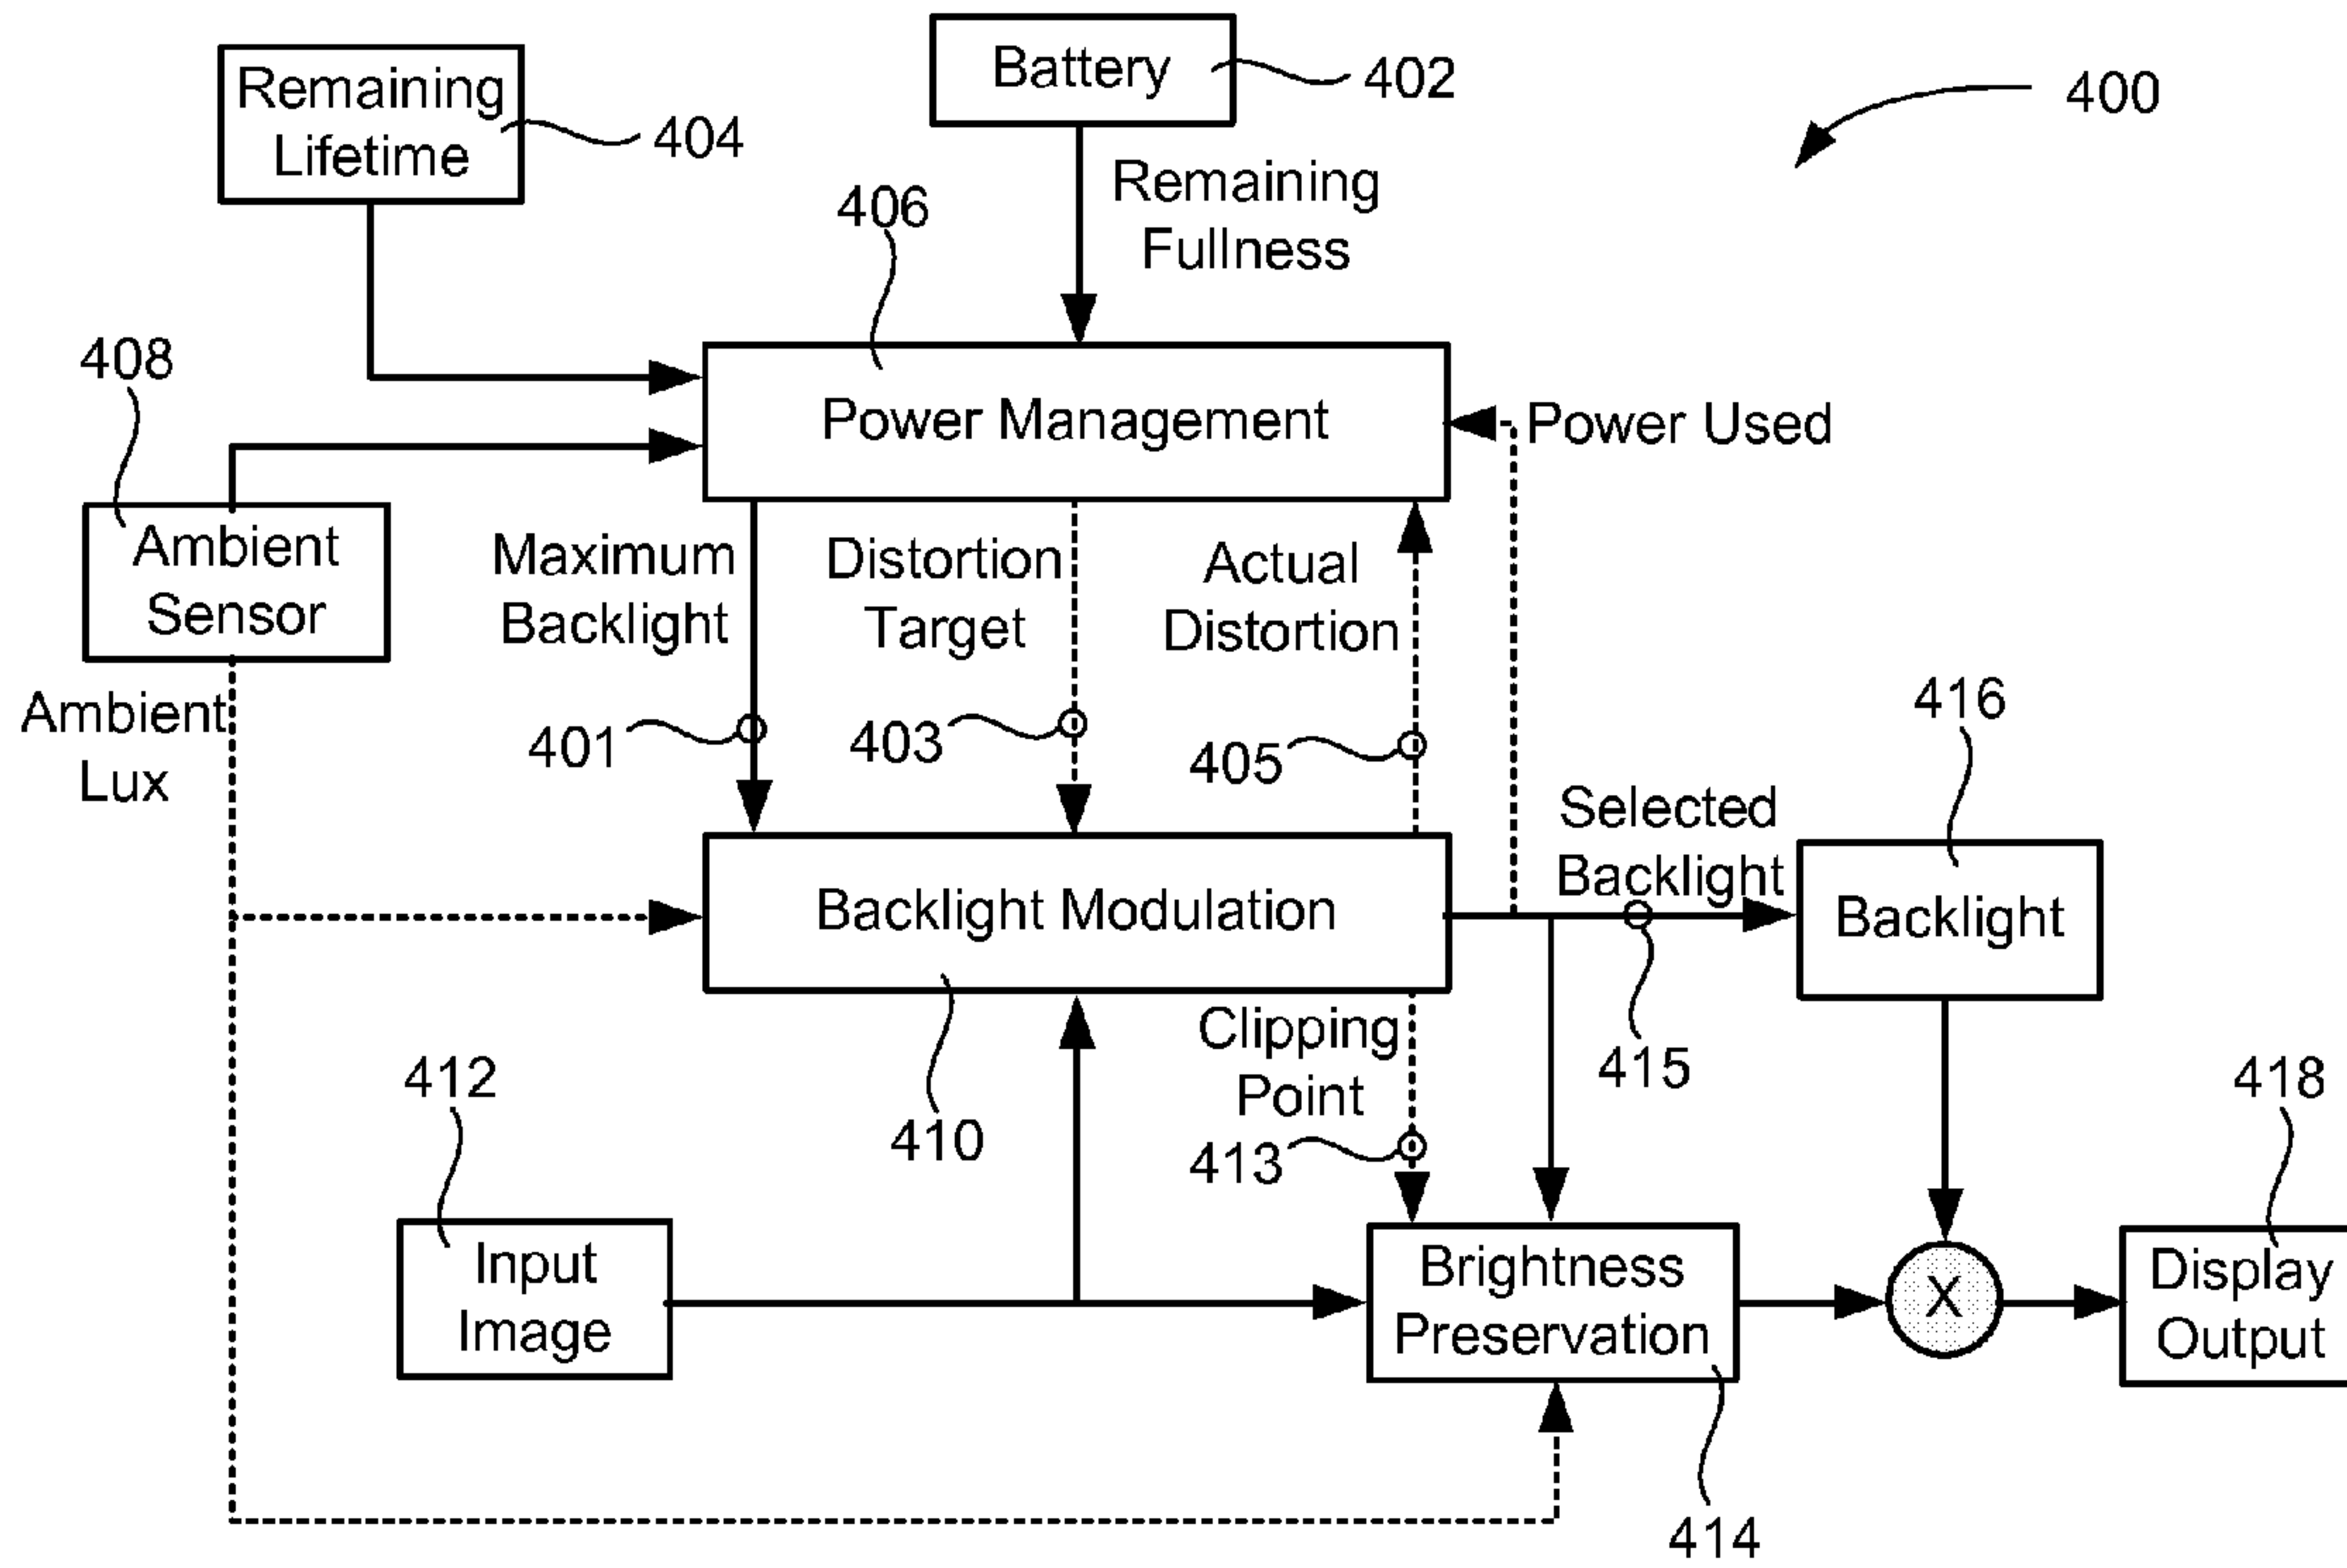 Battery
402
400
Remaining
Lifetime
404
Remaining
Fullness
406
408
Power Management
Power Used
Ambient
Sensor
Maximum
Backlight
Distortion
Target
Actual
Distortion
Ambient
Lux
401
403
405
416
Selected
Backlight
Backlight Modulation
Backlight
Clipping
Point
415
412
410
413
418
Input
Image
Brightness
Preservation
X
Display
Output
414